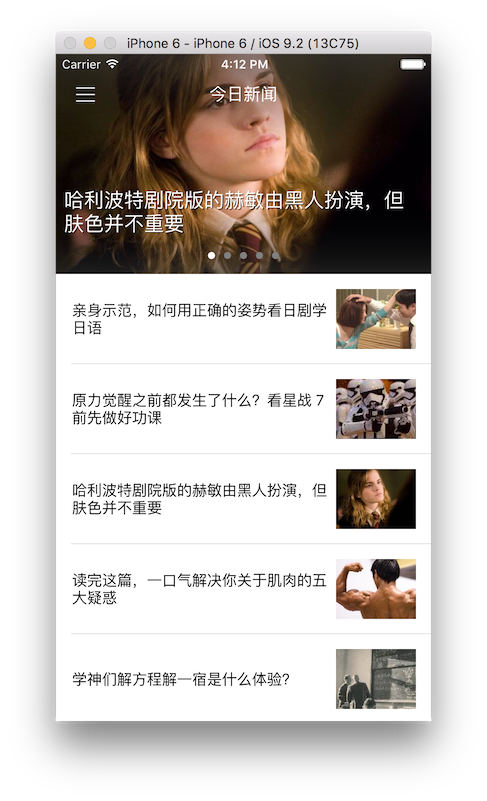 iPhone 6 - iPhone 6 / iOS 9.2 (13C75)
Carrier 4:12 PM
今日新闻
哈利波特剧院版的赫敏由黑人扮演，但
肤色并不重要
亲身示范，如何用正确的姿势看日剧学
日语
原力觉醒之前都发生了什么？看星战 7
前先做好功课
哈利波特剧院版的赫敏由黑人扮演，但
肤色并不重要
读完这篇，一口气解决你关于肌肉的五
大疑惑
学神们解方程解一宿是什么体验？